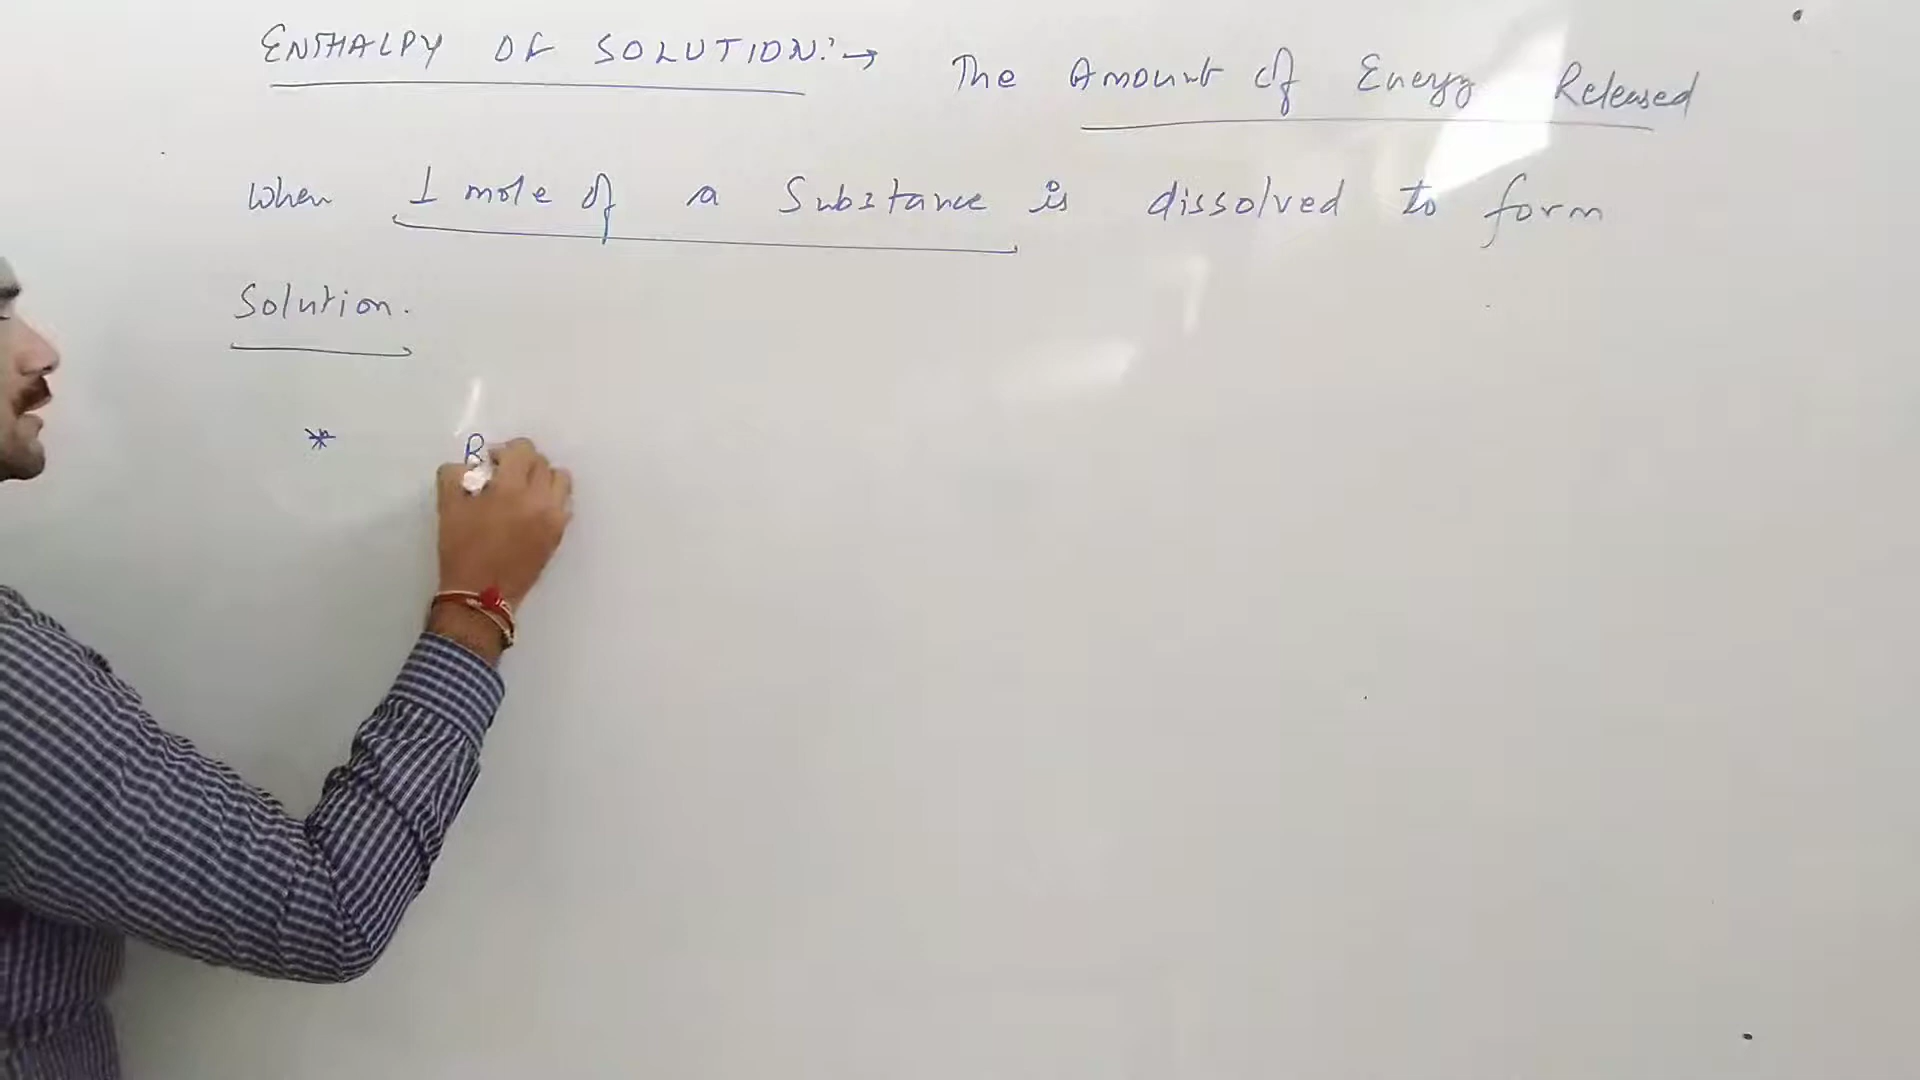 ENTHALPY OF SOLUTION:→ The Amount of Energy Released
When 1 mole of a Substance is dissolved to form
Solution.
* R